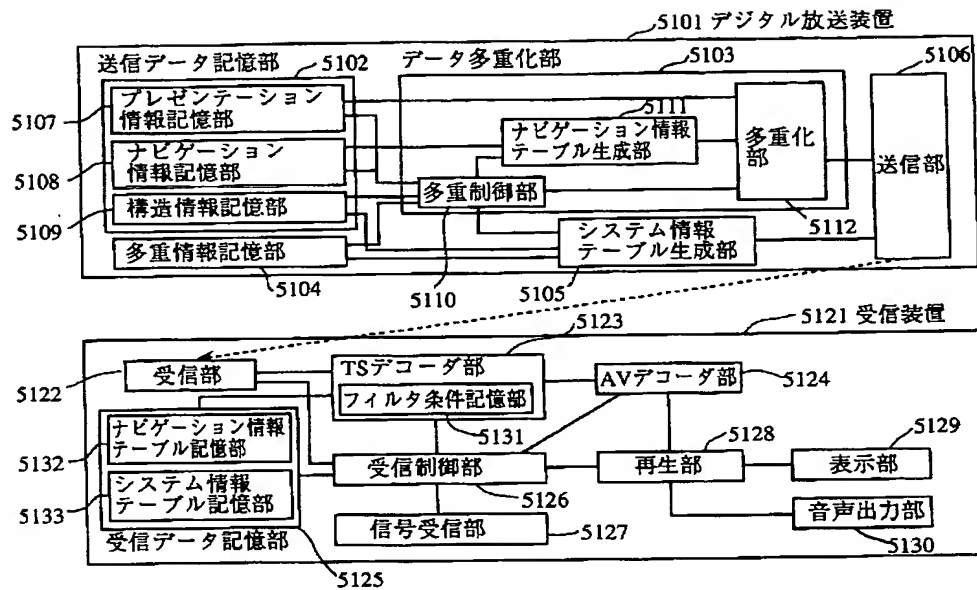 5101 デジタル放送装置
送信データ記憶部
5102
データ多重化部
5103
5106
5107
プレゼンテーション
情報記憶部
5111
ナビゲーション情報
テーブル生成部
多重化
部
送信部
5108
ナビゲーション
情報記憶部
多重制御部
5109
構造情報記憶部
5112
多重情報記憶部
システム情報
テーブル生成部
5104
5110
5105
5121 受信装置
5123
5122
受信部
TSデコーダ部
フィルタ条件記憶部
AVデコーダ部
5124
5131
ナビゲーション情報
テーブル記憶部
5132
5128
5129
受信制御部
再生部
表示部
5126
システム情報
テーブル記憶部
5133
信号受信部
5127
音声出力部
5130
受信データ記憶部
5125